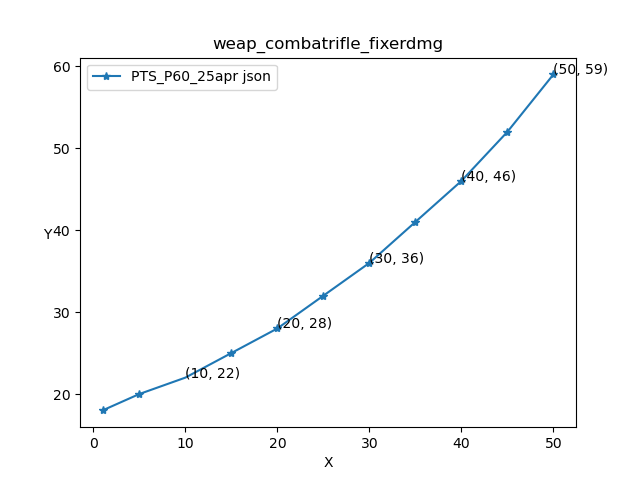 weap_combatrifle_fixerdmg
PTS_P60_25apr json
60
50
40
30
20
Y
(50, 59)
(40, 46)
(30, 36)
(20, 28)
(10, 22)
0 10 20 30 40 50
X